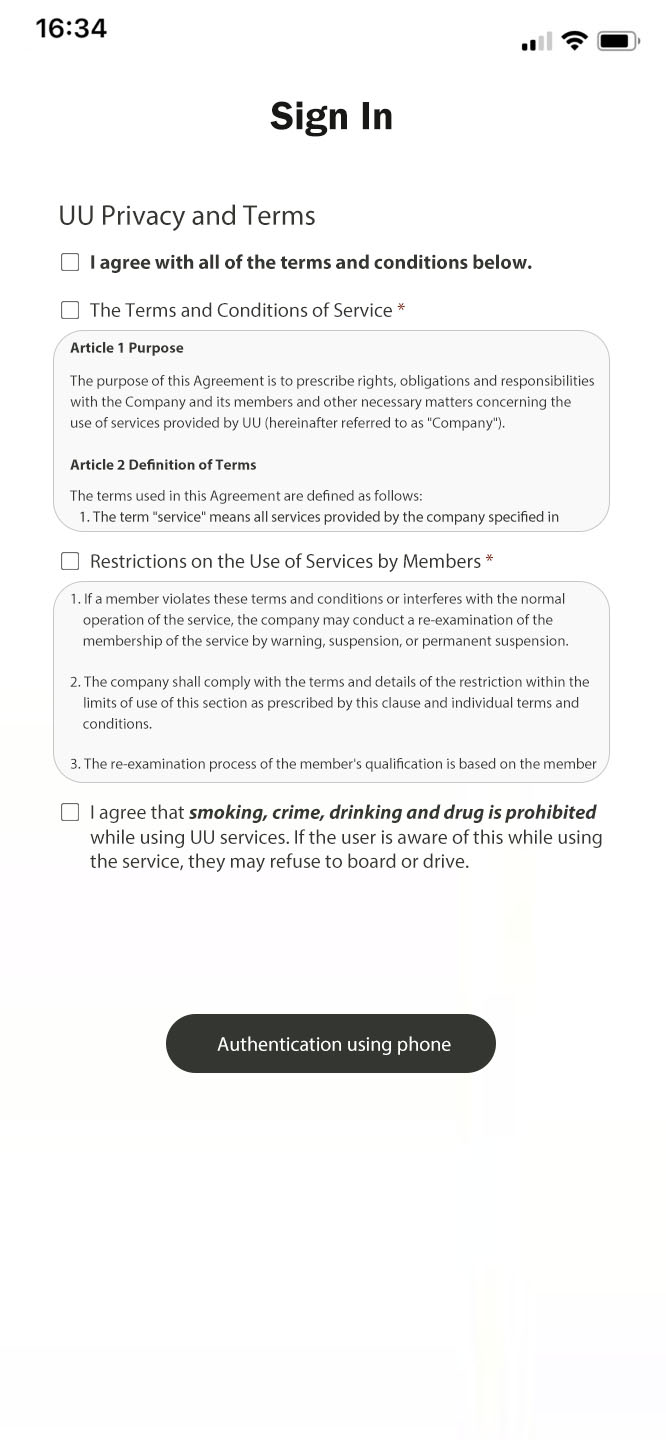 16:34
Sign In
UU Privacy and Terms
I agree with all of the terms and conditions below.
The Terms and Conditions of Service *
Article 1 Purpose
The purpose of this Agreement is to prescribe rights, obligations and responsibilities
with the Company and its members and other necessary matters concerning the
use of services provided by UU (hereinafter referred to as "Company").
Article 2 Definition of Terms
The terms used in this Agreement are defined as follows:
1. The term "service" means all services provided by the company specified in
Restrictions on the Use of Services by Members *
1. If a member violates these terms and conditions or interferes with the normal
operation of the service, the company may conduct a re-examination of the
membership of the service by warning, suspension, or permanent suspension.
2. The company shall comply with the terms and details of the restriction within the
limits of use of this section as prescribed by this clause and individual terms and
conditions.
3. The re-examination process of the member's qualification is based on the member
I agree that smoking, crime, drinking and drug is prohibited
while using UU services. If the user is aware of this while using
the service, they may refuse to board or drive.
Authentication using phone